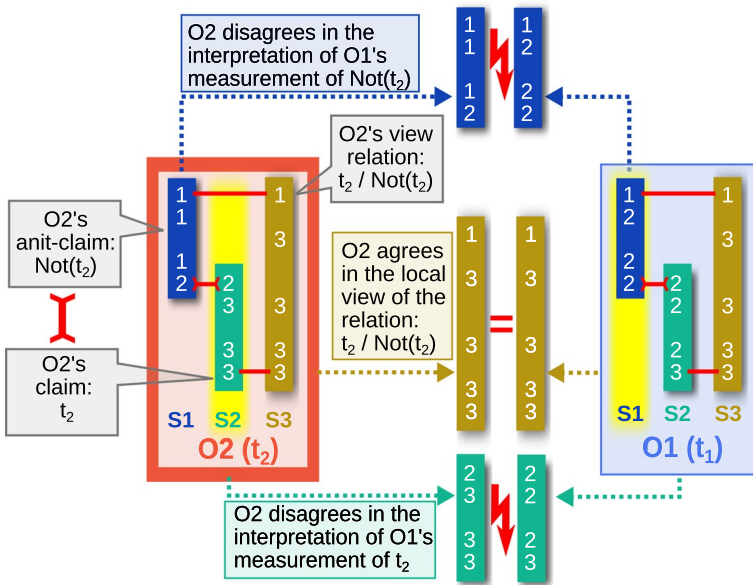 O2 disagrees in the
interpretation of O1's
measurement of Not(t2)
1
1
1
2
1
2
2
2
O2's view
relation:
t2 / Not(t2)
O2's
anit-claim:
Not(t2)
1
1
1
2
2
3
3
3
1
3
3
3
3
S1
S2
S3
O2 (t2)
O2's
claim:
t2
O2 agrees
in the local
view of the
relation:
t2 / Not(t2)
1
3
3
3
3
1
3
3
3
3
1
2
2
2
2
2
2
3
1
3
3
3
3
S1
S2
S3
O1 (t1)
O2 disagrees in the
interpretation of O1's
measurement of t2
2
3
3
3
2
2
2
3